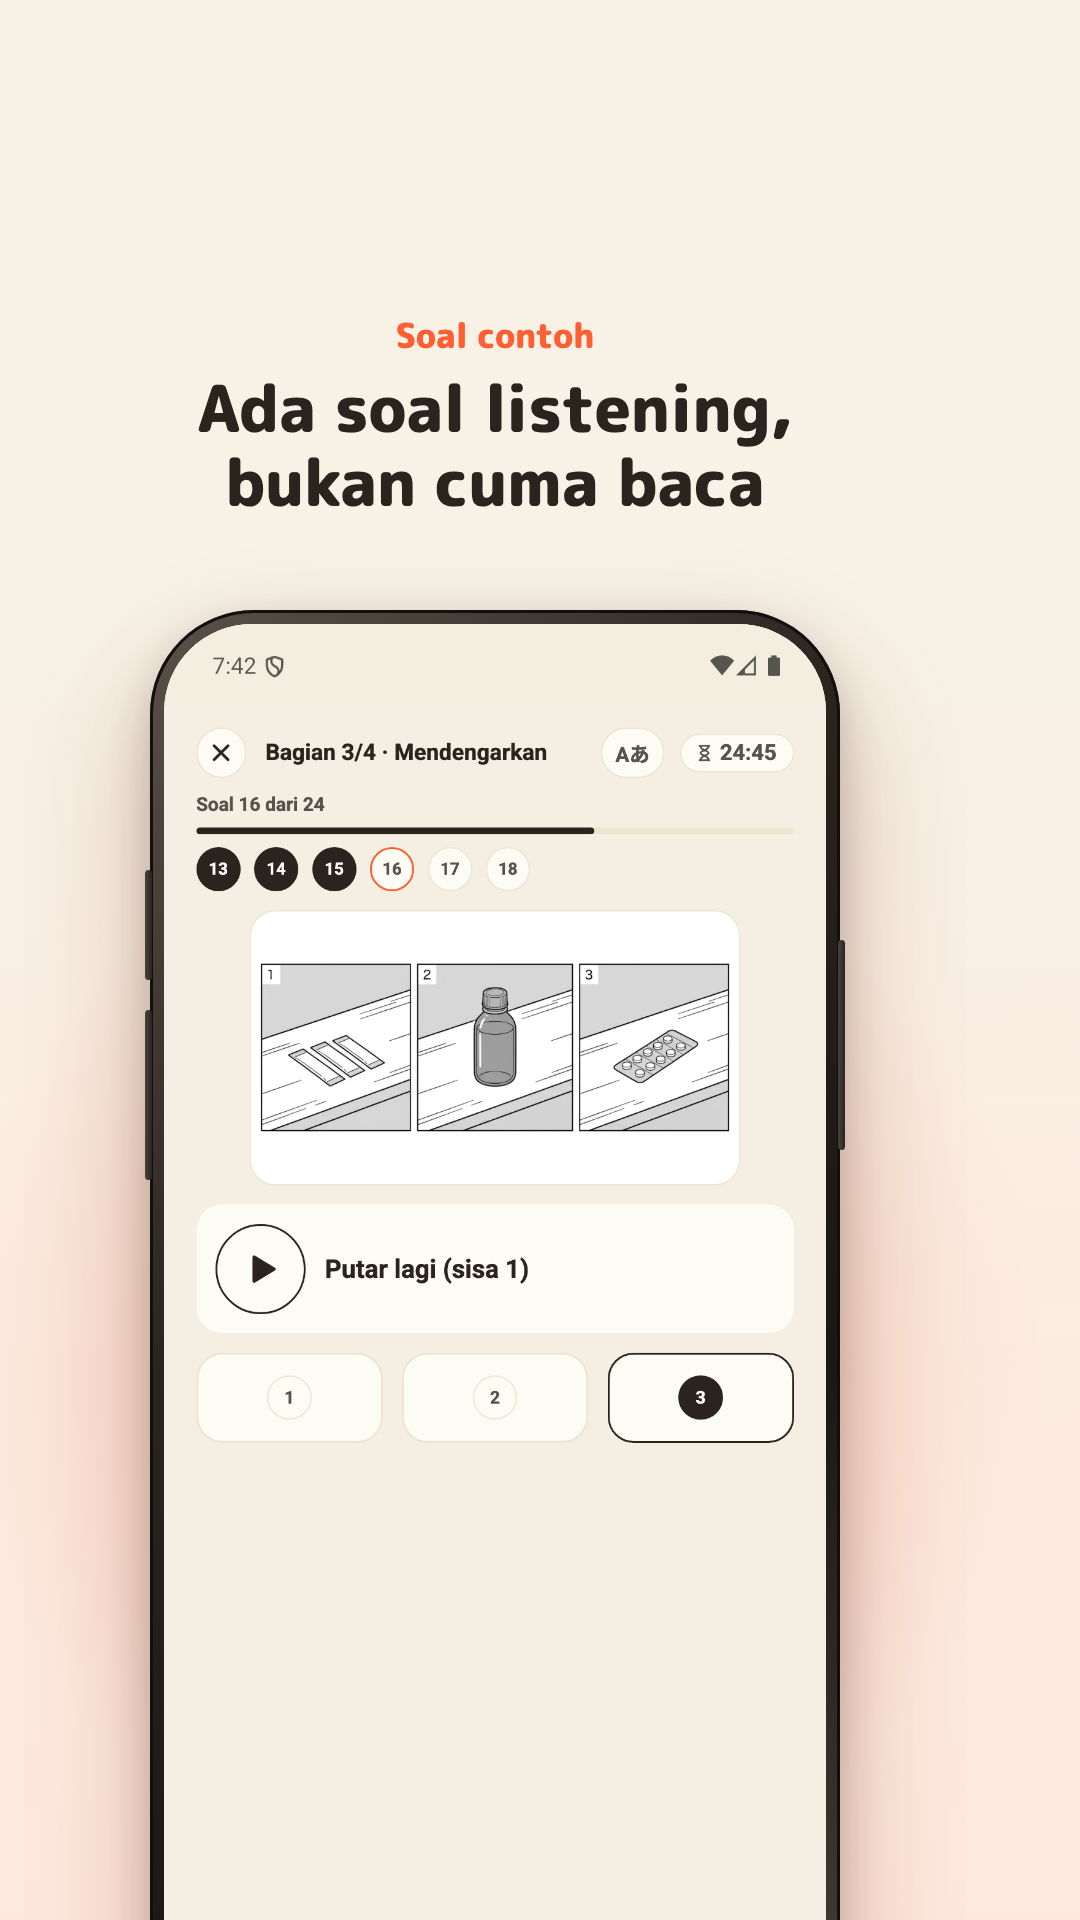 Soal contoh
Ada soal listening,
bukan cuma baca
7:42
Bagian 3/4 · Mendengarkan
Aあ
24:45
Soal 16 dari 24
13 14 15 16 17 18
1 2 3
Putar lagi (sisa 1)
1 2 3